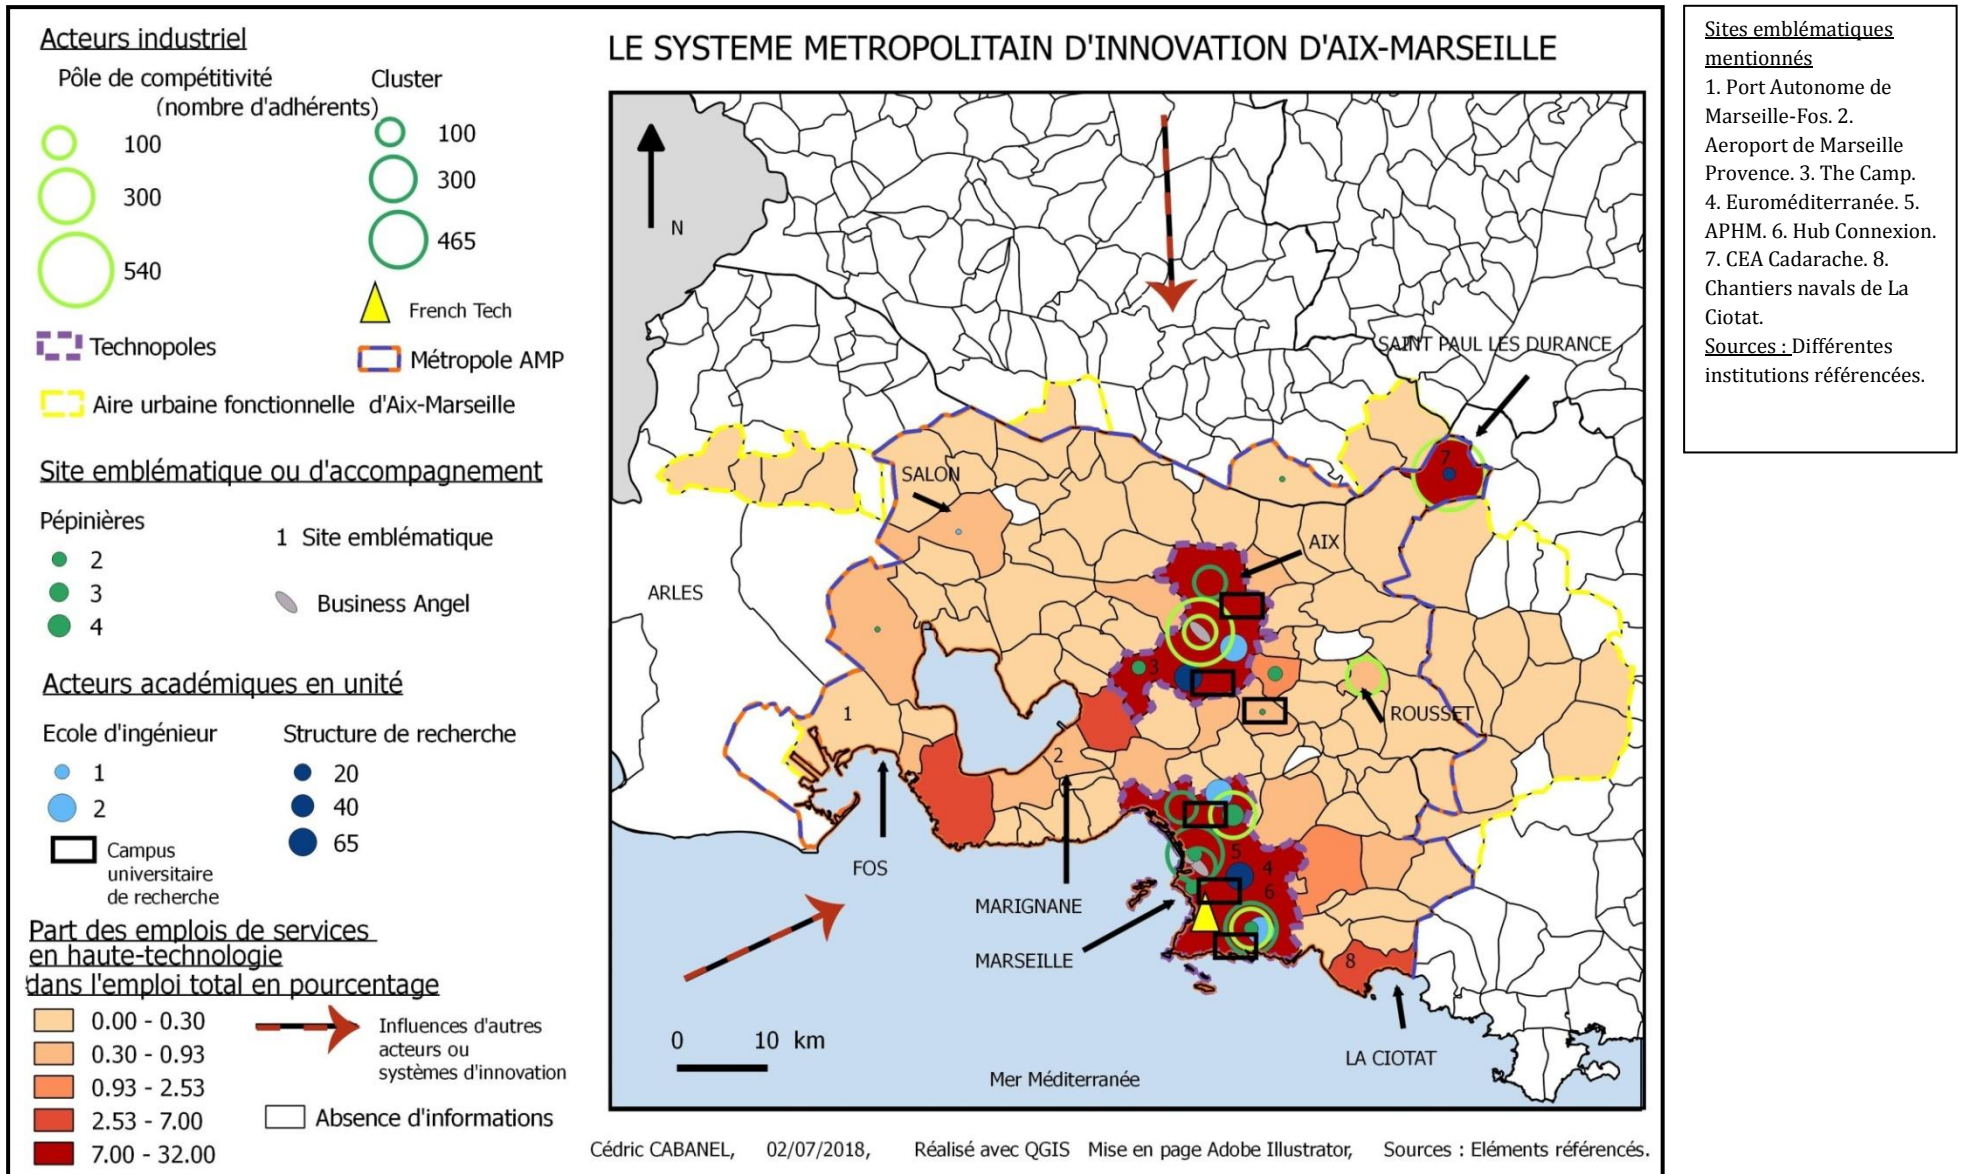 Acteurs industriel
Pôle de compétitivité
(nombre d'adhérents)
100
300
540
Cluster
100
300
465
French Tech
Technopoles
Métropole AMP
Aire urbaine fonctionnelle d'Aix-Marseille
Site emblématique ou d'accompagnement
Pépinières
2
3
4
1 Site emblématique
Business Angel
Acteurs académiques en unité
Ecole d'ingénieur
1
2
Structure de recherche
20
40
65
Campus
universitaire
de recherche
Part des emplois de services
en haute-technologie
dans l'emploi total en pourcentage
0.00 - 0.30
0.30 - 0.93
0.93 - 2.53
2.53 - 7.00
7.00 - 32.00
Influences d'autres
acteurs ou
systèmes d'innovation
Absence d'informations
LE SYSTEME METROPOLITAIN D'INNOVATION D'AIX-MARSEILLE
N
SAINT PAUL LES DURANCE
7
SALON
AIX
ARLES
3
1
ROUSSET
2
FOS
5
4
6
MARIGNANE
MARSEILLE
8
LA CIOTAT
0 10 km
Mer Méditerranée
Cédric CABANEL, 02/07/2018, Réalisé avec QGIS Mise en page Adobe Illustrator, Sources : Eléments référencés.
Sites emblématiques
mentionnés
1. Port Autonome de
Marseille-Fos. 2.
Aeroport de Marseille
Provence. 3. The Camp.
4. Euroméditerranée. 5.
APHM. 6. Hub Connexion.
7. CEA Cadarache. 8.
Chantiers navals de La
Ciotat.
Sources : Différentes
institutions référencées.